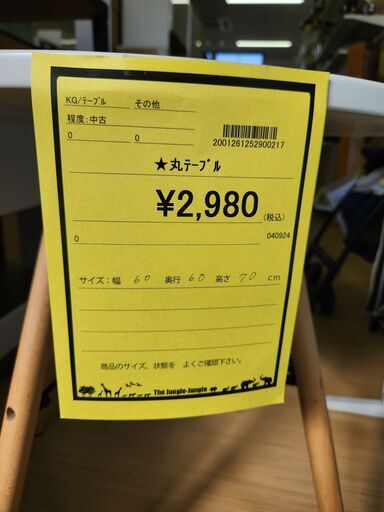 KG/ﾃｰﾌﾞﾙ その他
程度:中古
0 0
2001261252900217
★丸ﾃｰﾌﾞﾙ
¥2,980 (税込)
0 040924
サイズ:幅 60 奥行 60 高さ 70 cm
商品のサイズ、状態を よくご確認下さい。
The Jungle-Jungle